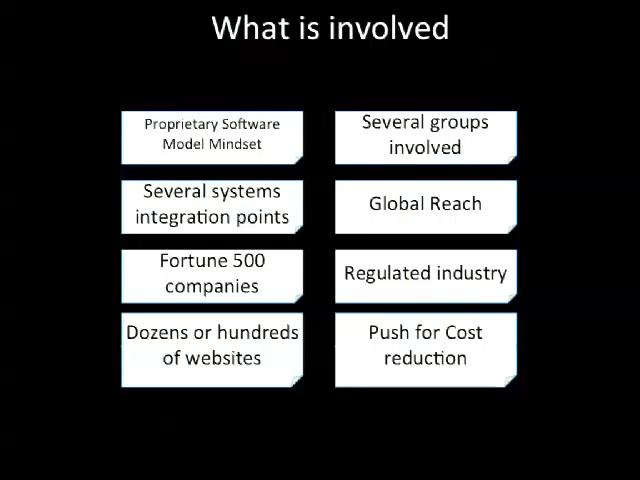 What is involved
Proprietary Software
Model Mindset
Several groups
involved
Several systems
integration points
Global Reach
Fortune 500
companies
Regulated industry
Dozens or hundreds
of websites
Push for Cost
reduction